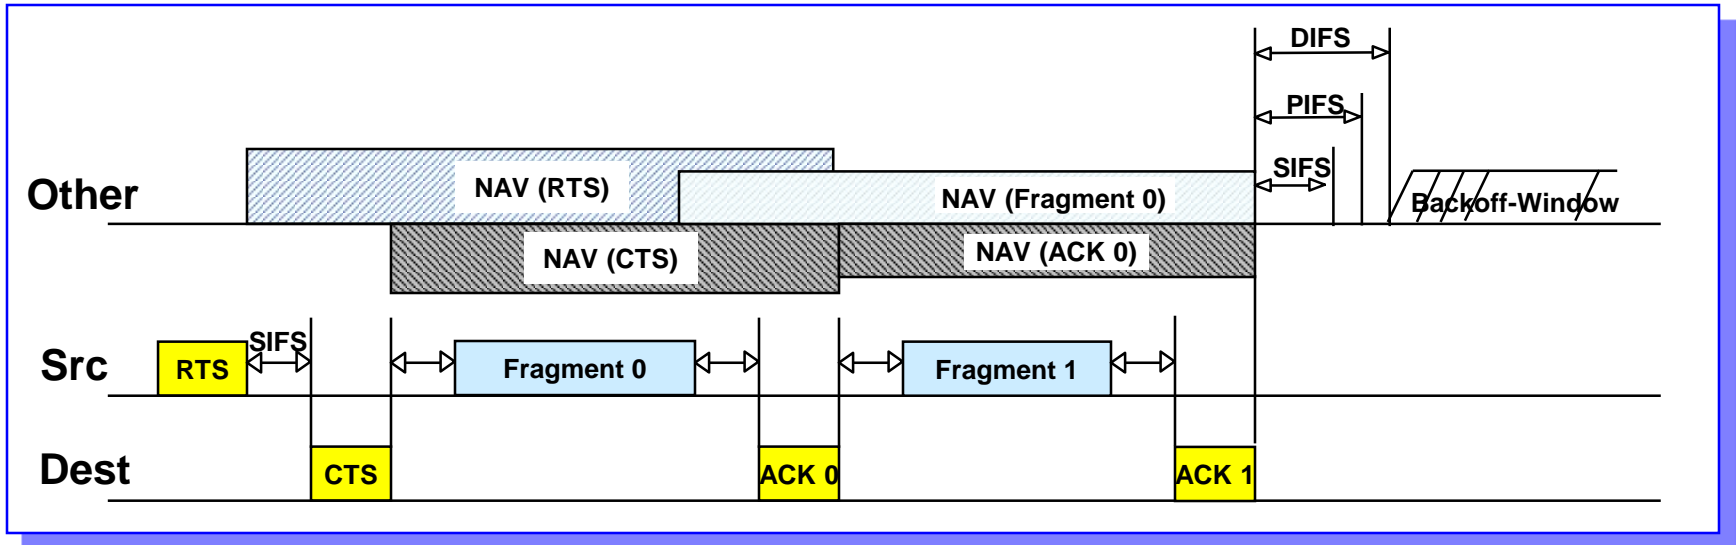 DIFS
PIFS
SIFS
Other
NAV (RTS)
NAV (Fragment 0)
Backoff-Window
NAV (CTS)
NAV (ACK 0)
Src
RTS
SIFS
Fragment 0
Fragment 1
Dest
CTS
ACK 0
ACK 1